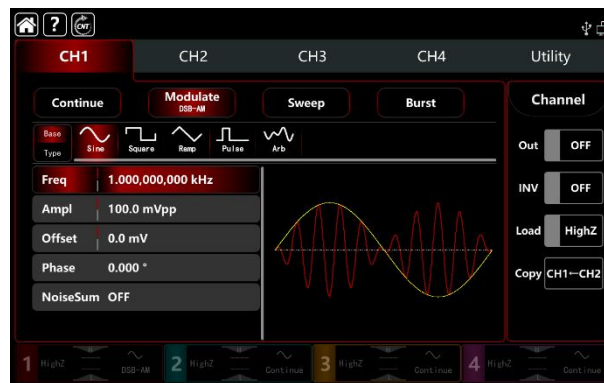 ? CNT
CH1 CH2 CH3 CH4 Utility
Continue Modulate Sweep Burst Channel
DSB-AM
Base
Type Sine Square Ramp Pulse Arb
Out OFF
Freq 1.000,000,000 kHz
INV OFF
Ampl 100.0 mVpp
Offset 0.0 mV
Load HighZ
Phase 0.000 °
Copy CH1←CH2
NoiseSum OFF
1 HighZ DSB-AM 2 HighZ Continue 3 HighZ Continue 4 HighZ Continue